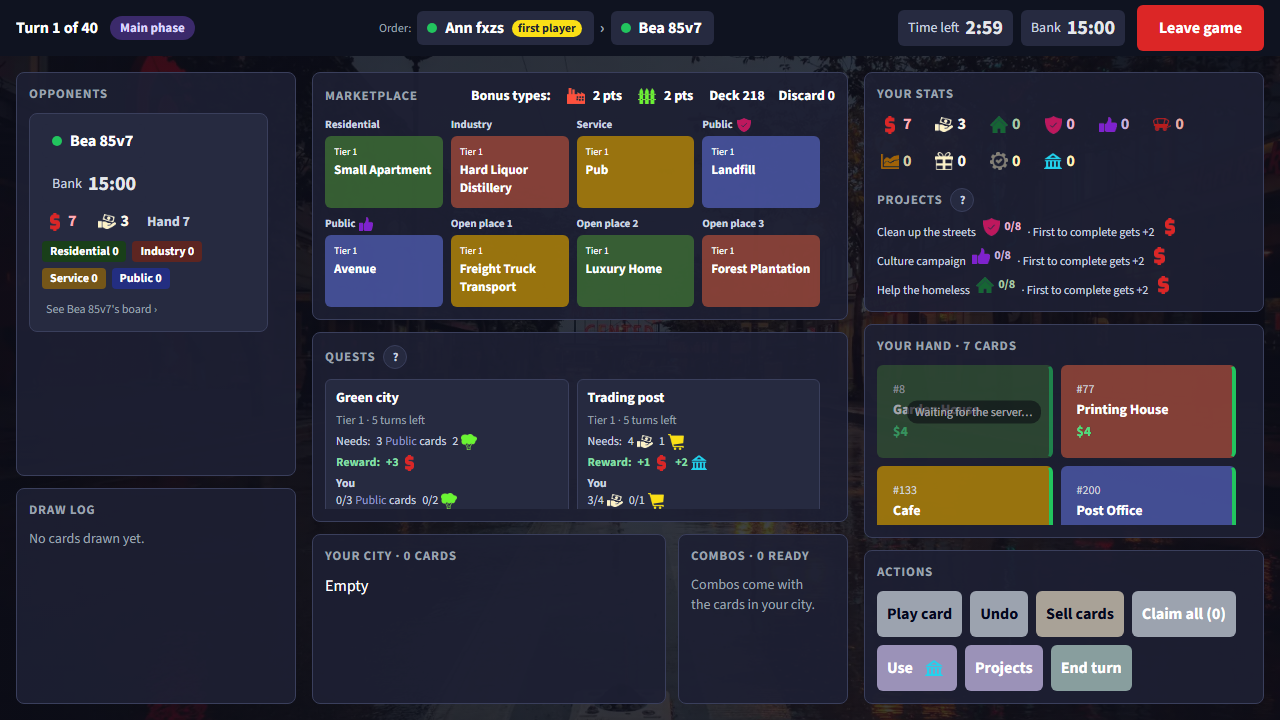 Turn 1 of 40
Main phase
Order: Ann fxzs first player › Bea 85v7
Time left 2:59
Bank 15:00
Leave game
OPPONENTS
Bea 85v7
Bank 15:00
7 3 Hand 7
Residential 0 Industry 0
Service 0 Public 0
See Bea 85v7's board ›
DRAW LOG
No cards drawn yet.
MARKETPLACE
Bonus types: 2 pts 2 pts Deck 218 Discard 0
Residential
Tier 1
Small Apartment
Industry
Tier 1
Hard Liquor
Distillery
Service
Tier 1
Pub
Public
Tier 1
Landfill
Public
Tier 1
Avenue
Open place 1
Tier 1
Freight Truck
Transport
Open place 2
Tier 1
Luxury Home
Open place 3
Tier 1
Forest Plantation
QUESTS ?
Green city
Tier 1 · 5 turns left
Needs: 3 Public cards 2
Reward: +3
You
0/3 Public cards 0/2
Trading post
Tier 1 · 5 turns left
Needs: 4 1
Reward: +1 +2
You
3/4 0/1
YOUR CITY · 0 CARDS
Empty
COMBOS · 0 READY
Combos come with
the cards in your city.
YOUR STATS
7 3 0 0 0 0
0 0 0 0
PROJECTS ?
Clean up the streets 0/8 · First to complete gets +2
Culture campaign 0/8 · First to complete gets +2
Help the homeless 0/8 · First to complete gets +2
YOUR HAND · 7 CARDS
#8
Waiting for the server…
$4
#77
Printing House
$4
#133
Cafe
#200
Post Office
ACTIONS
Play card
Undo
Sell cards
Claim all (0)
Use
Projects
End turn